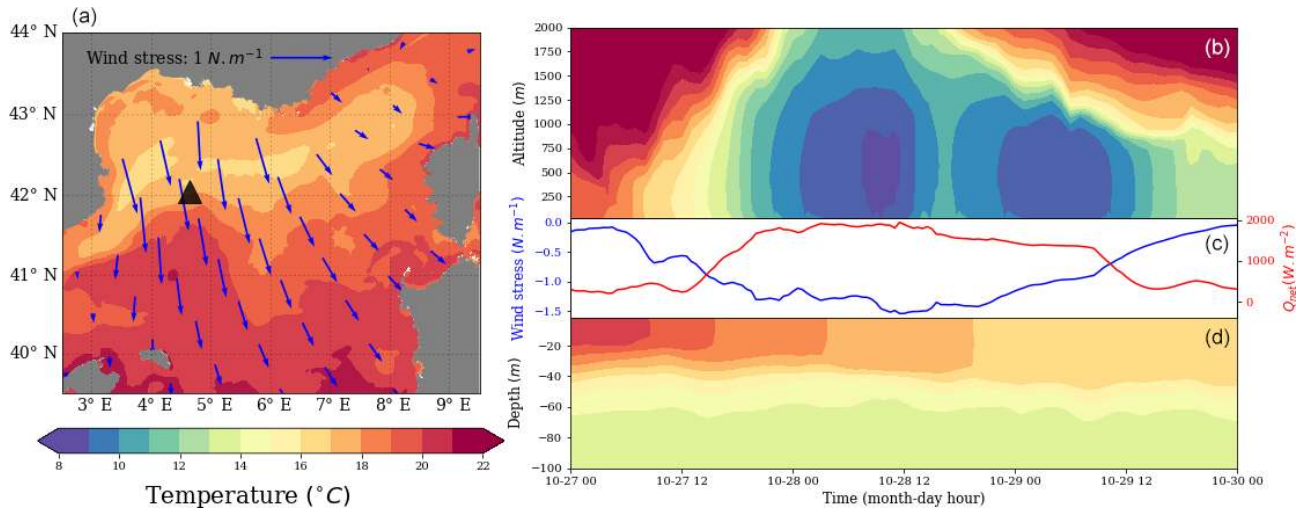 (a)
44° N
43° N
42° N
41° N
40° N
Wind stress: 1 N.m⁻¹
3° E 4° E 5° E 6° E 7° E 8° E 9° E
8 10 12 14 16 18 20 22
Temperature (°C)
(b)
Altitude (m)
2000
1750
1500
1250
1000
750
500
250
(c)
Wind stress (N.m⁻¹)
0.0
−0.5
−1.0
−1.5
2000
1000
0
Qnet(W.m⁻²)
(d)
Depth (m)
−20
−40
−60
−80
−100
10-27 00 10-27 12 10-28 00 10-28 12 10-29 00 10-29 12 10-30 00
Time (month-day hour)